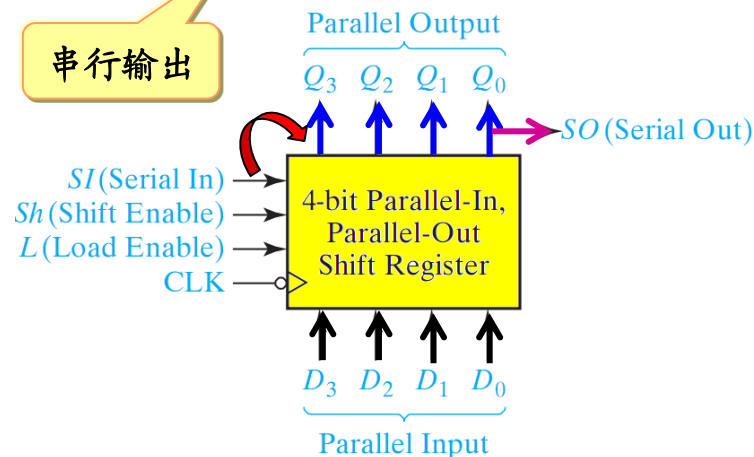 Parallel Output
串行输出
Q3 Q2 Q1 Q0
SO (Serial Out)
SI (Serial In)
Sh (Shift Enable)
L (Load Enable)
CLK
4-bit Parallel-In,
Parallel-Out
Shift Register
D3 D2 D1 D0
Parallel Input